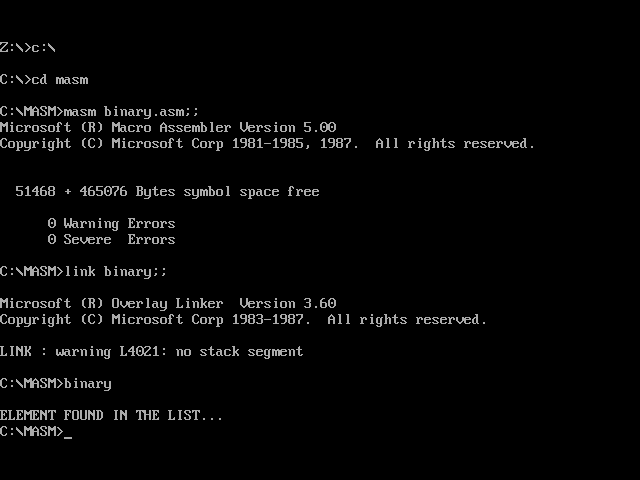 Z:\>c:\
C:\>cd masm
C:\MASM>masm binary.asm;;
Microsoft (R) Macro Assembler Version 5.00
Copyright (C) Microsoft Corp 1981-1985, 1987.  All rights reserved.
51468 + 465076 Bytes symbol space free
0 Warning Errors
0 Severe  Errors
C:\MASM>link binary;;
Microsoft (R) Overlay Linker  Version 3.60
Copyright (C) Microsoft Corp 1983-1987.  All rights reserved.
LINK : warning L4021: no stack segment
C:\MASM>binary
ELEMENT FOUND IN THE LIST...
C:\MASM>_